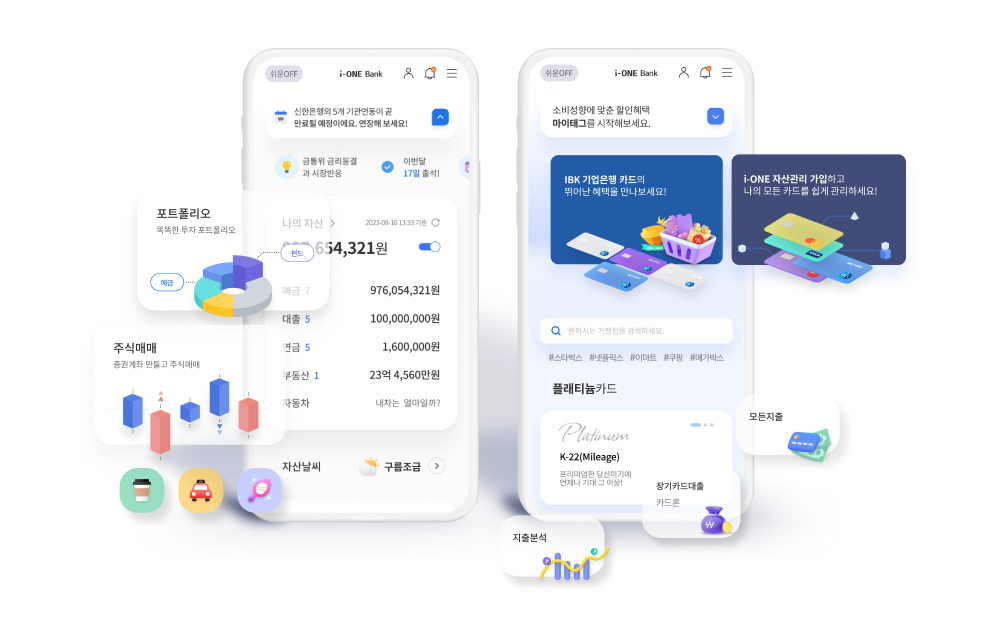 쉬운OFF
i-ONE Bank
신한은행외 5개 기관연동이 곧
만료될 예정이에요. 연장해 보세요!
금통위 금리동결
과 시장반응
이번달
17일 출석!
포트폴리오
똑똑한 투자 포트폴리오
예금
펀드
나의 자산
2023-08-16 13:33 기준
654,321원
예금 7
976,054,321원
대출 5
100,000,000원
연금 5
1,600,000원
부동산 1
23억 4,560만원
자동차
내차는 얼마일까?
주식매매
증권계좌 만들고 주식매매
자산날씨
구름조금
쉬운OFF
i-ONE Bank
소비성향에 맞춘 할인혜택
마이태그를 시작해보세요.
IBK 기업은행 카드의
뛰어난 혜택을 만나보세요!
i-ONE 자산관리 가입하고
나의 모든 카드를 쉽게 관리하세요!
원하시는 가맹점을 검색하세요.
#스타벅스 #넷플릭스 #이마트 #쿠팡 #메가박스
플래티늄카드
Platinum
K-22(Mileage)
프리미엄한 당신이기에
언제나 기대 그 이상!
모든지출
장기카드대출
카드론
지출분석